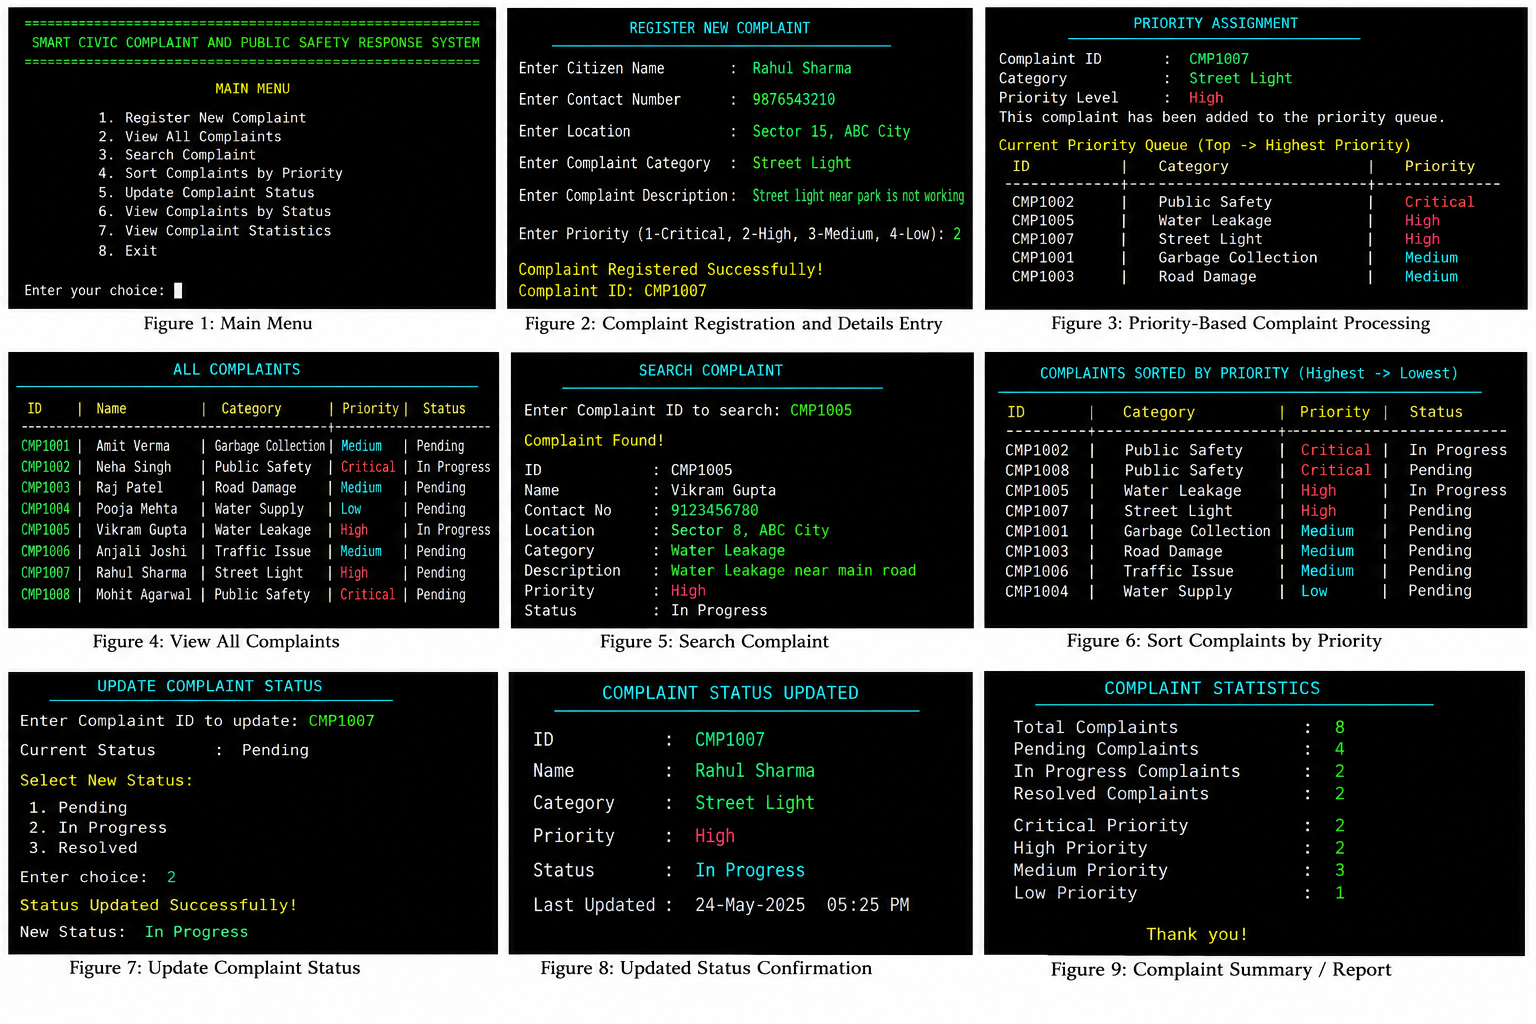 ================================================
SMART CIVIC COMPLAINT AND PUBLIC SAFETY RESPONSE SYSTEM
================================================
MAIN MENU
1. Register New Complaint
2. View All Complaints
3. Search Complaint
4. Sort Complaints by Priority
5. Update Complaint Status
6. View Complaints by Status
7. View Complaint Statistics
8. Exit
Enter your choice:
Figure 1: Main Menu
REGISTER NEW COMPLAINT
Enter Citizen Name : Rahul Sharma
Enter Contact Number : 9876543210
Enter Location : Sector 15, ABC City
Enter Complaint Category : Street Light
Enter Complaint Description: Street light near park is not working
Enter Priority (1-Critical, 2-High, 3-Medium, 4-Low): 2
Complaint Registered Successfully!
Complaint ID: CMP1007
Figure 2: Complaint Registration and Details Entry
PRIORITY ASSIGNMENT
Complaint ID : CMP1007
Category : Street Light
Priority Level : High
This complaint has been added to the priority queue.
Current Priority Queue (Top -> Highest Priority)
ID | Category | Priority
CMP1002 | Public Safety | Critical
CMP1005 | Water Leakage | High
CMP1007 | Street Light | High
CMP1001 | Garbage Collection | Medium
CMP1003 | Road Damage | Medium
Figure 3: Priority-Based Complaint Processing
ALL COMPLAINTS
ID | Name | Category | Priority | Status
CMP1001 | Amit Verma | Garbage Collection | Medium | Pending
CMP1002 | Neha Singh | Public Safety | Critical | In Progress
CMP1003 | Raj Patel | Road Damage | Medium | Pending
CMP1004 | Pooja Mehta | Water Supply | Low | Pending
CMP1005 | Vikram Gupta | Water Leakage | High | In Progress
CMP1006 | Anjali Joshi | Traffic Issue | Medium | Pending
CMP1007 | Rahul Sharma | Street Light | High | Pending
CMP1008 | Mohit Agarwal | Public Safety | Critical | Pending
Figure 4: View All Complaints
SEARCH COMPLAINT
Enter Complaint ID to search: CMP1005
Complaint Found!
ID : CMP1005
Name : Vikram Gupta
Contact No : 9123456780
Location : Sector 8, ABC City
Category : Water Leakage
Description : Water Leakage near main road
Priority : High
Status : In Progress
Figure 5: Search Complaint
COMPLAINTS SORTED BY PRIORITY (Highest -> Lowest)
ID | Category | Priority | Status
CMP1002 | Public Safety | Critical | In Progress
CMP1008 | Public Safety | Critical | Pending
CMP1005 | Water Leakage | High | In Progress
CMP1007 | Street Light | High | Pending
CMP1001 | Garbage Collection | Medium | Pending
CMP1003 | Road Damage | Medium | Pending
CMP1006 | Traffic Issue | Medium | Pending
CMP1004 | Water Supply | Low | Pending
Figure 6: Sort Complaints by Priority
UPDATE COMPLAINT STATUS
Enter Complaint ID to update: CMP1007
Current Status : Pending
Select New Status:
1. Pending
2. In Progress
3. Resolved
Enter choice: 2
Status Updated Successfully!
New Status: In Progress
Figure 7: Update Complaint Status
COMPLAINT STATUS UPDATED
ID : CMP1007
Name : Rahul Sharma
Category : Street Light
Priority : High
Status : In Progress
Last Updated : 24-May-2025 05:25 PM
Figure 8: Updated Status Confirmation
COMPLAINT STATISTICS
Total Complaints : 8
Pending Complaints : 4
In Progress Complaints : 2
Resolved Complaints : 2
Critical Priority : 2
High Priority : 2
Medium Priority : 3
Low Priority : 1
Thank you!
Figure 9: Complaint Summary / Report